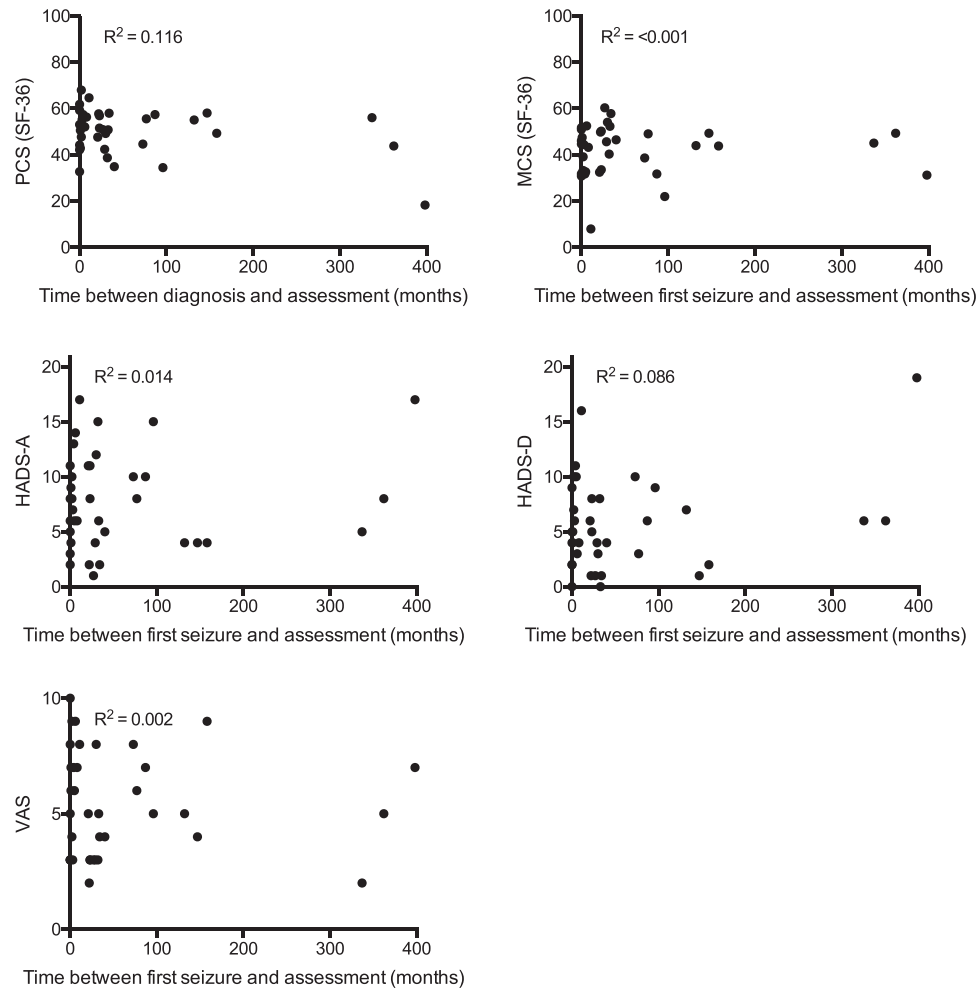 100
80
60
40
20
0
PCS (SF-36)
R² = 0.116
0 100 200 300 400
Time between diagnosis and assessment (months)
100
80
60
40
20
0
MCS (SF-36)
R² = <0.001
0 100 200 300 400
Time between first seizure and assessment (months)
20
15
10
5
0
HADS-A
R² = 0.014
0 100 200 300 400
Time between first seizure and assessment (months)
20
15
10
5
0
HADS-D
R² = 0.086
0 100 200 300 400
Time between first seizure and assessment (months)
10
5
0
VAS
R² = 0.002
0 100 200 300 400
Time between first seizure and assessment (months)